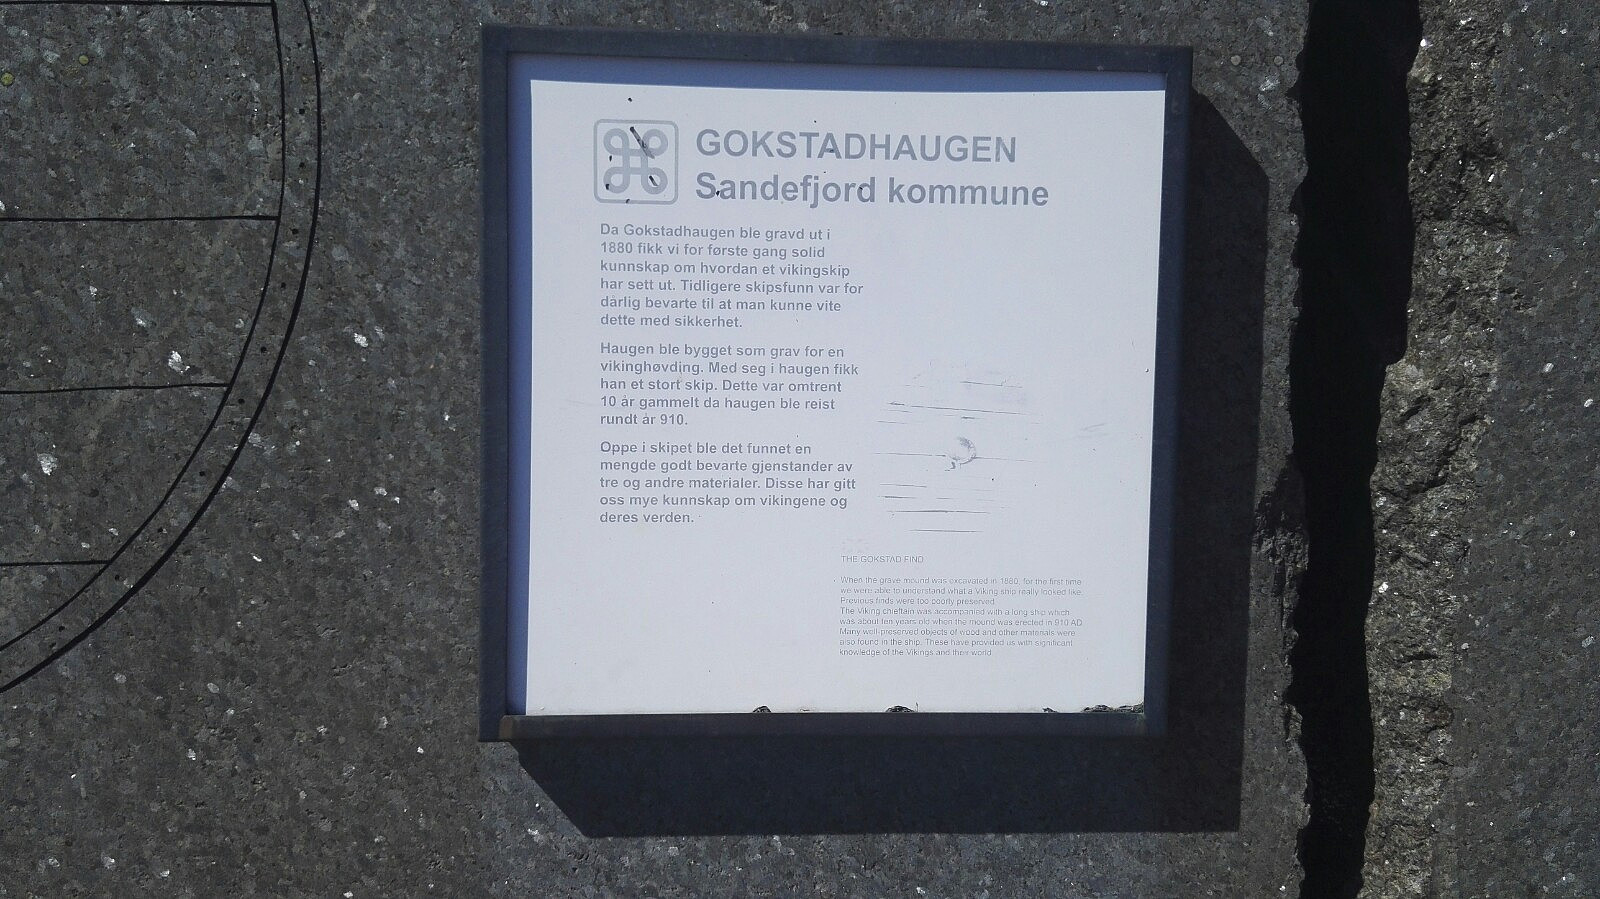 GOKSTADHAUGEN
Sandefjord kommune
Da Gokstadhaugen ble gravd ut i
1880 fikk vi for første gang solid
kunnskap om hvordan et vikingskip
har sett ut. Tidligere skipsfunn var for
dårlig bevarte til at man kunne vite
dette med sikkerhet.
Haugen ble bygget som grav for en
vikinghøvding. Med seg i haugen fikk
han et stort skip. Dette var omtrent
10 år gammelt da haugen ble reist
rundt år 910.
Oppe i skipet ble det funnet en
mengde godt bevarte gjenstander av
tre og andre materialer. Disse har gitt
oss mye kunnskap om vikingene og
deres verden.
THE GOKSTAD FIND
When the grave mound was excavated in 1880, for the first time
we were able to understand what a Viking ship really looked like.
Previous finds were too poorly preserved.
The Viking chieftain was accompanied with a long ship which
was about ten years old when the mound was erected in 910 AD
Many well-preserved objects of wood and other materials were
also found in the ship. These have provided us with significant
knowledge of the Vikings and their world.